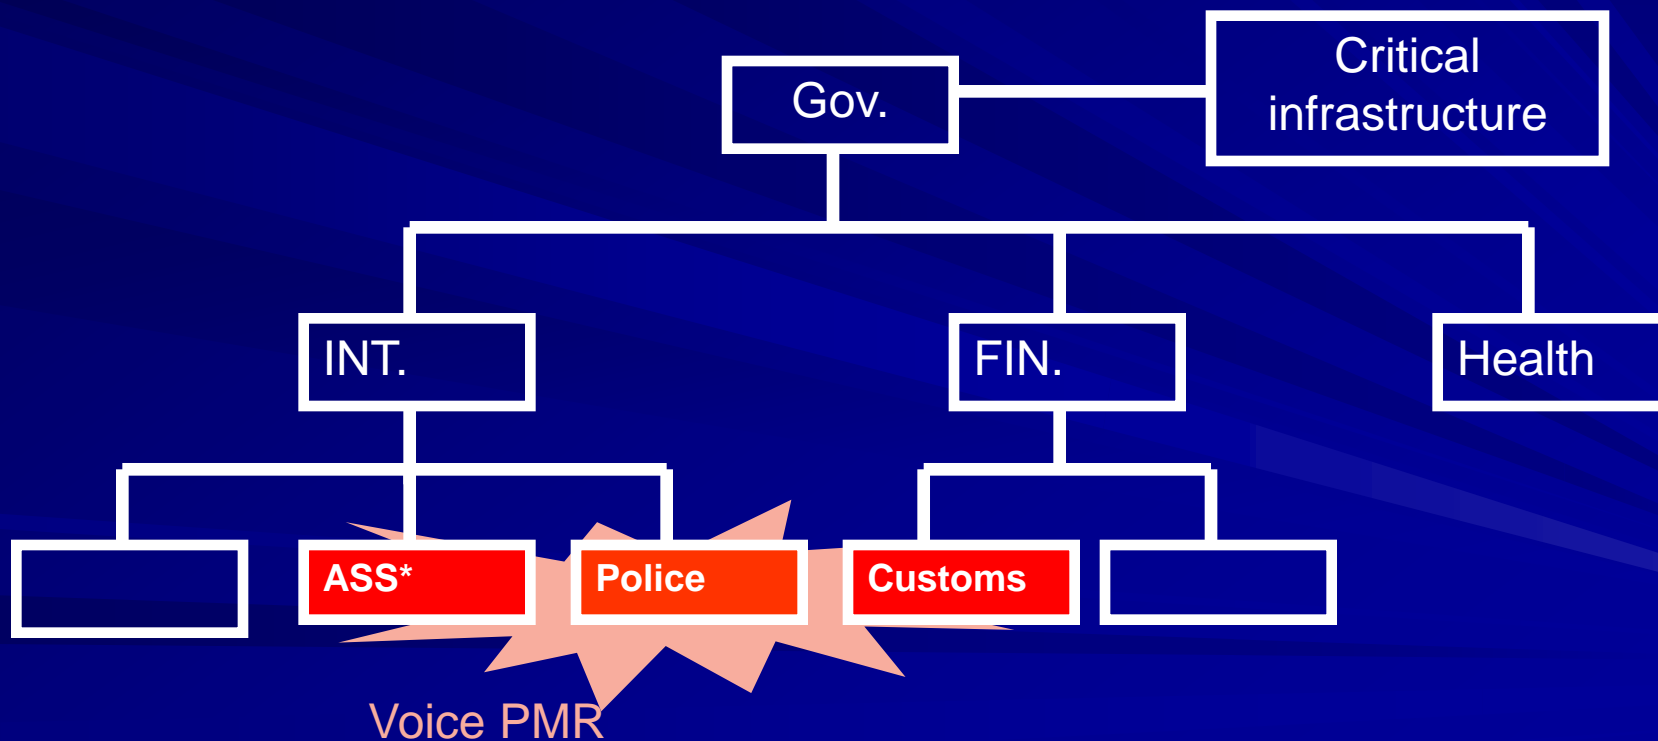 Critical
infrastructure
Gov.
INT.
FIN.
Health
ASS*
Police
Customs
Voice PMR